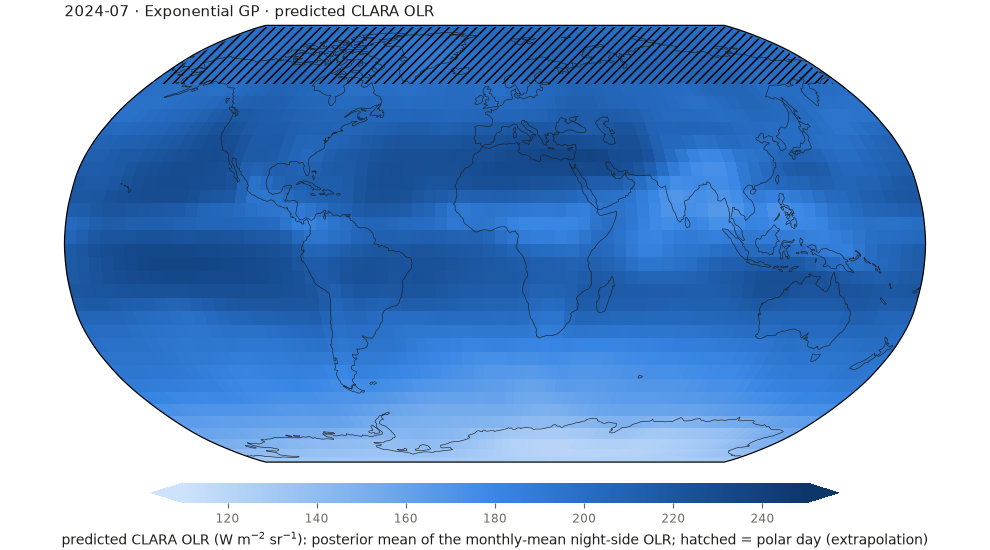 2024-07 · Exponential GP · predicted CLARA OLR
120 140 160 180 200 220 240
predicted CLARA OLR (W m⁻² sr⁻¹): posterior mean of the monthly-mean night-side OLR; hatched = polar day (extrapolation)